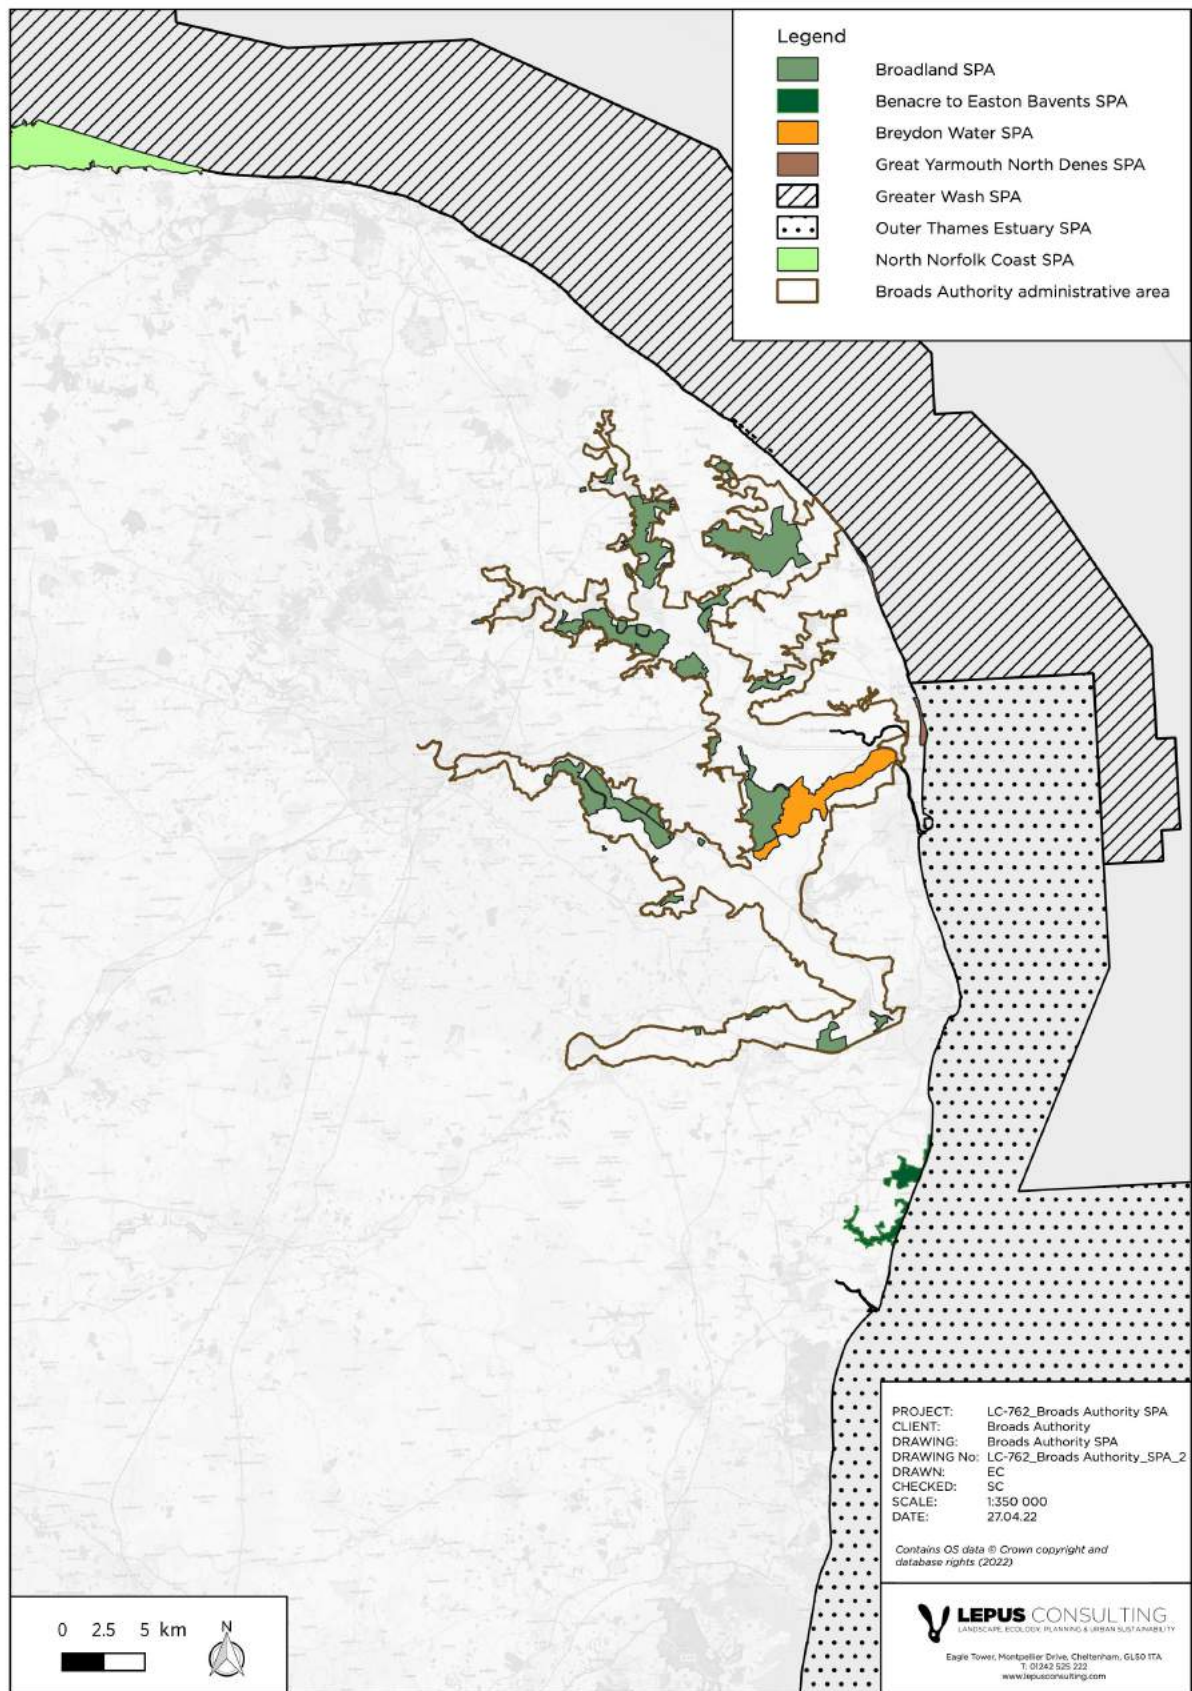 Legend
Broadland SPA
Benacre to Easton Bavents SPA
Breydon Water SPA
Great Yarmouth North Denes SPA
Greater Wash SPA
Outer Thames Estuary SPA
North Norfolk Coast SPA
Broads Authority administrative area
PROJECT: LC-762_Broads Authority SPA
CLIENT: Broads Authority
DRAWING: Broads Authority SPA
DRAWING No: LC-762_Broads Authority_SPA_2
DRAWN: EC
CHECKED: SC
SCALE: 1:350 000
DATE: 27.04.22
Contains OS data © Crown copyright and
database rights (2022)
0 2.5 5 km
N
LEPUS CONSULTING
LANDSCAPE, ECOLOGY, PLANNING & URBAN SUSTAINABILITY
Eagle Tower, Montpellier Drive, Cheltenham, GL50 1TA
T: 01242 525 222
www.lepusconsulting.com